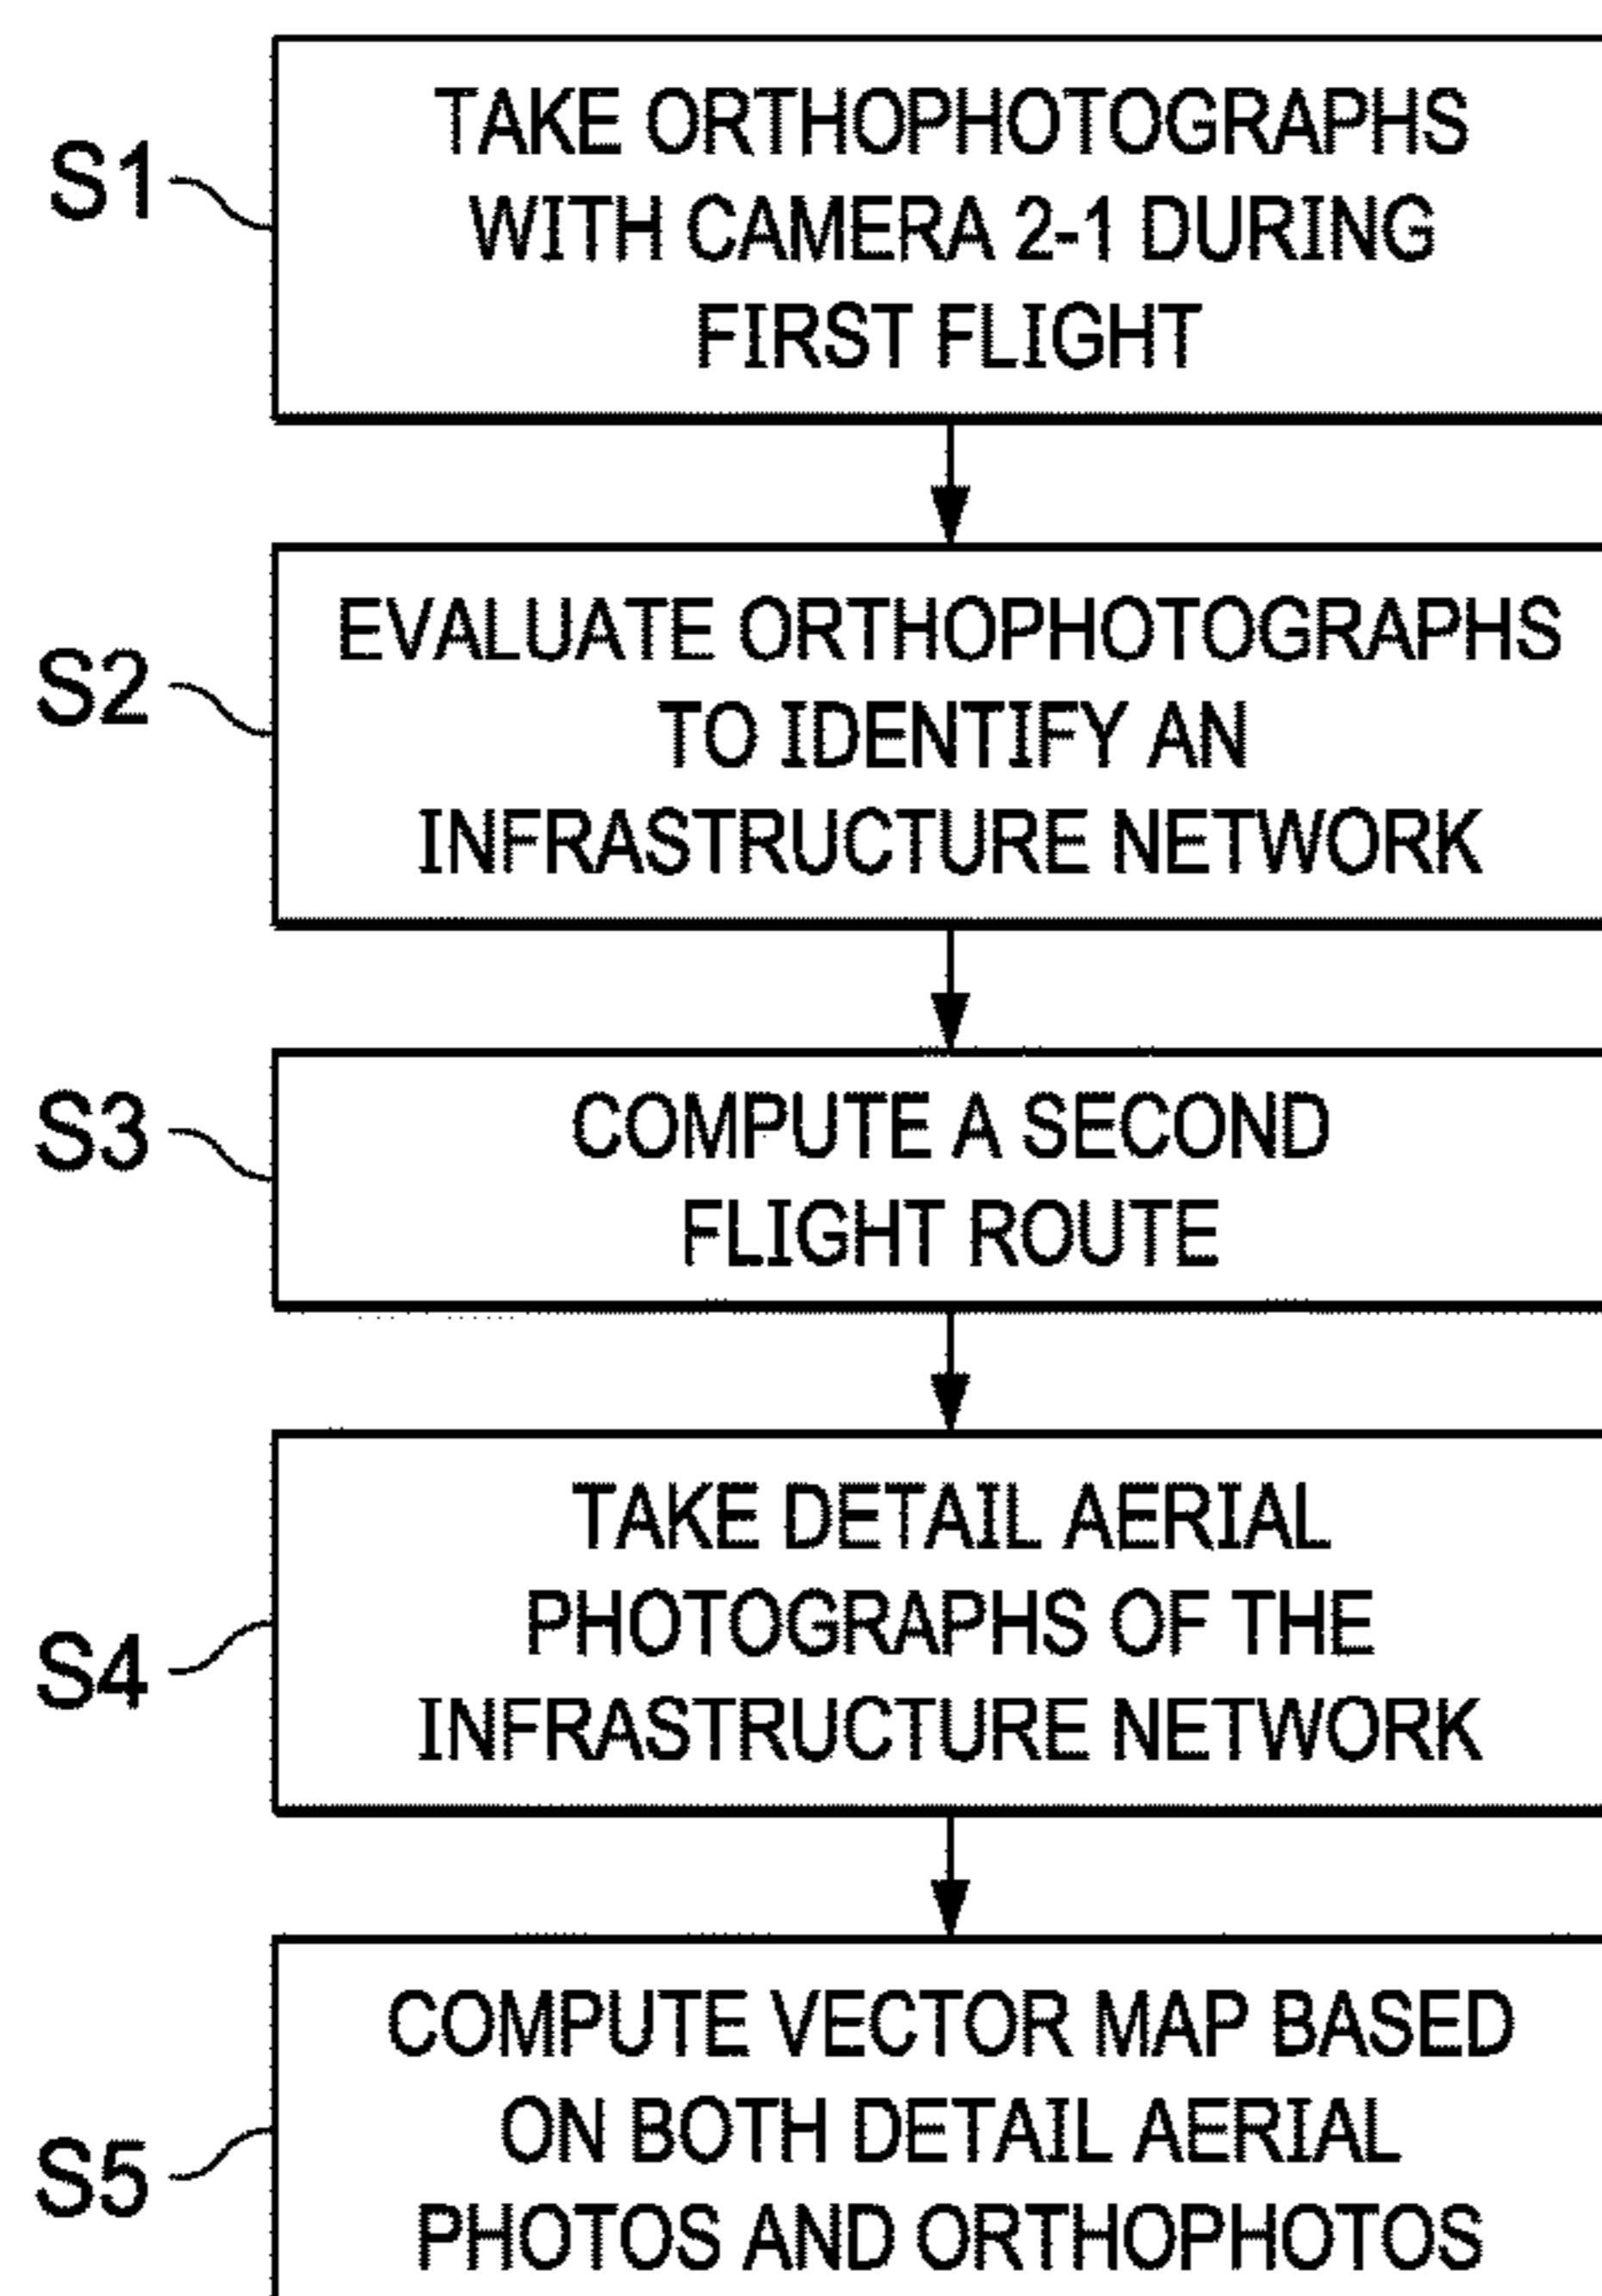 S1
TAKE ORTHOPHOTOGRAPHS
WITH CAMERA 2-1 DURING
FIRST FLIGHT
S2
EVALUATE ORTHOPHOTOGRAPHS
TO IDENTIFY AN
INFRASTRUCTURE NETWORK
S3
COMPUTE A SECOND
FLIGHT ROUTE
S4
TAKE DETAIL AERIAL
PHOTOGRAPHS OF THE
INFRASTRUCTURE NETWORK
S5
COMPUTE VECTOR MAP BASED
ON BOTH DETAIL AERIAL
PHOTOS AND ORTHOPHOTOS